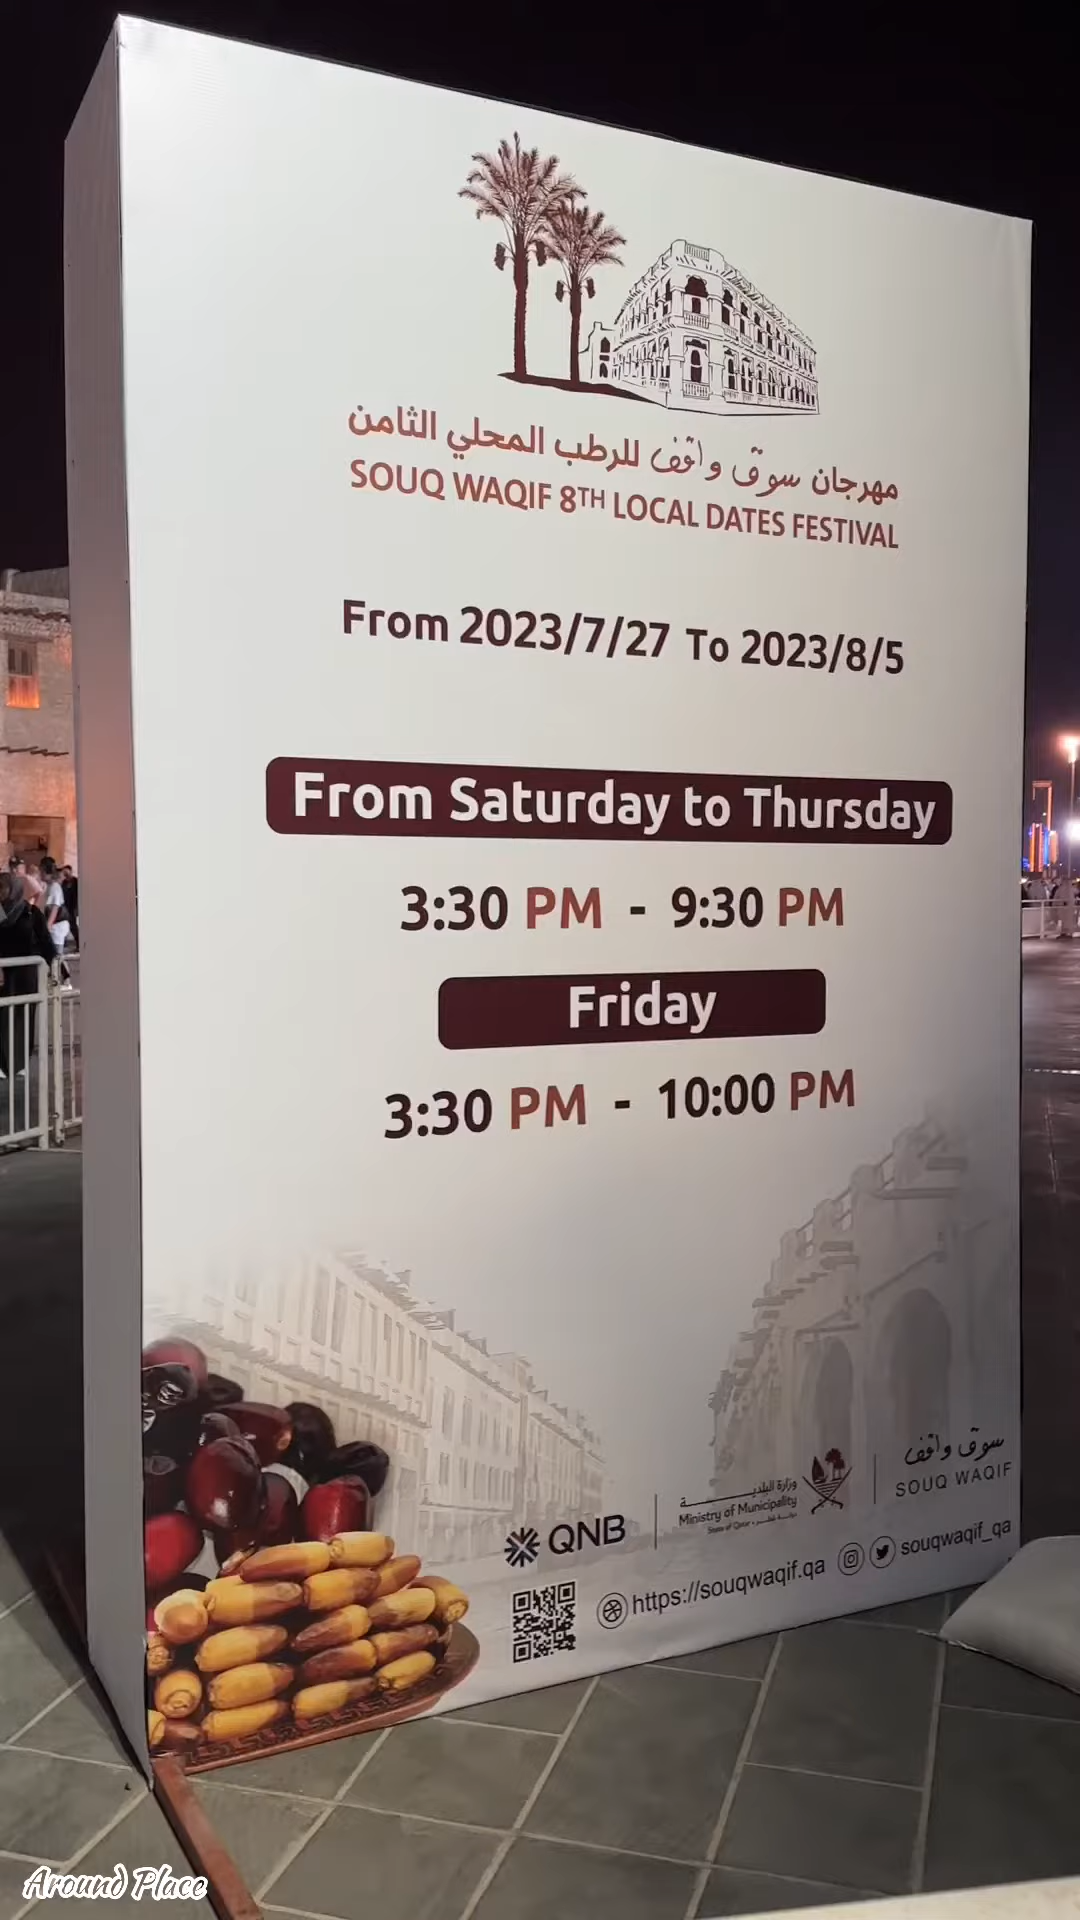 مهرجان سوق واقف للرطب المحلي الثامن
SOUQ WAQIF 8TH LOCAL DATES FESTIVAL
From 2023/7/27 To 2023/8/5
From Saturday to Thursday
3:30 PM - 9:30 PM
Friday
3:30 PM - 10:00 PM
سوق واقف
SOUQ WAQIF
وزارة البلدية
Ministry of Municipality
State of Qatar • دولة قطر
QNB
https://souqwaqif.qa
souqwaqif_qa
Around Place